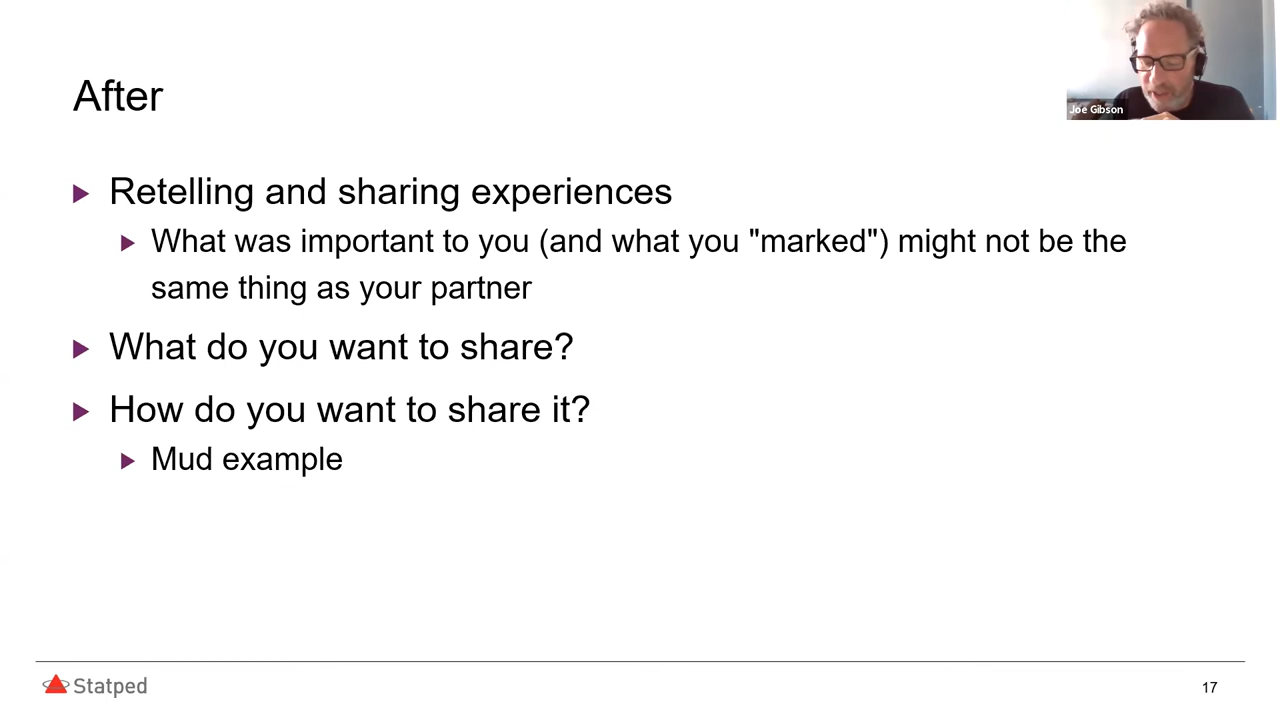 After
Joe Gibson
Retelling and sharing experiences
What was important to you (and what you "marked") might not be the
same thing as your partner
What do you want to share?
How do you want to share it?
Mud example
Statped
17